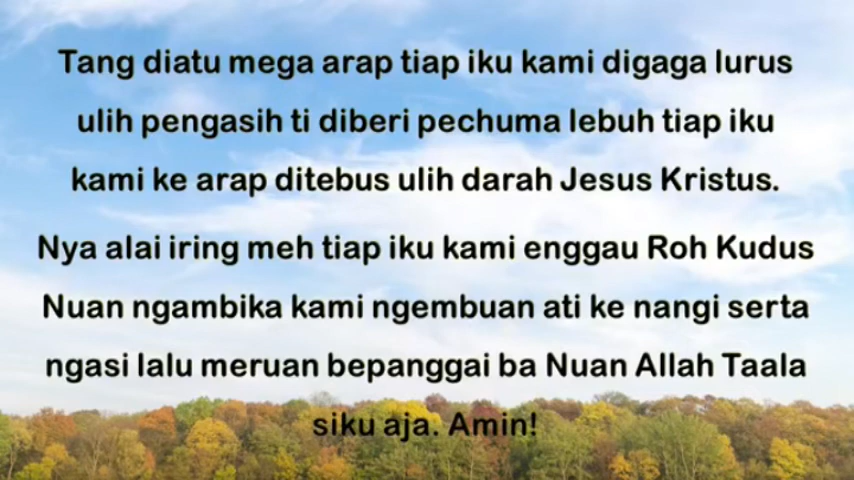 Tang diatu mega arap tiap iku kami digaga lurus
ulih pengasih ti diberi pechuma lebuh tiap iku
kami ke arap ditebus ulih darah Jesus Kristus.
Nya alai iring meh tiap iku kami enggau Roh Kudus
Nuan ngambika kami ngembuan ati ke nangi serta
ngasi lalu meruan bepanggai ba Nuan Allah Taala
siku aja. Amin!